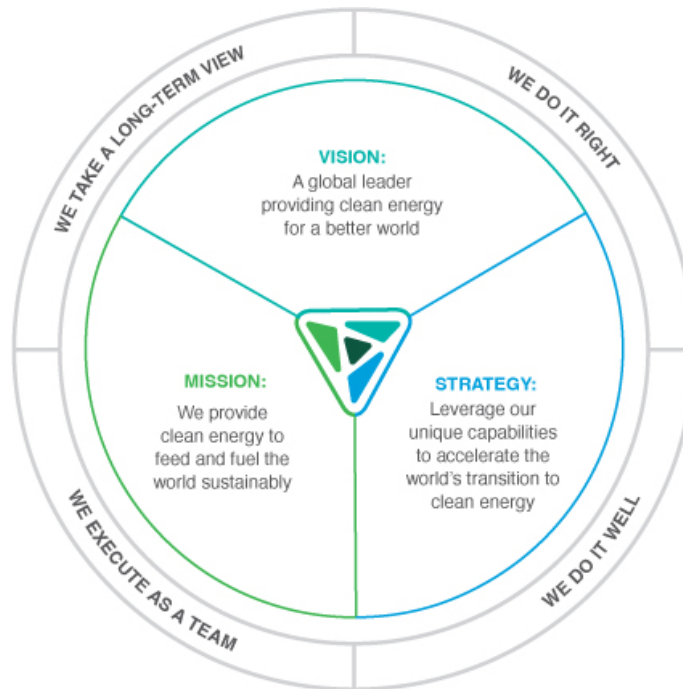 WE TAKE A LONG-TERM VIEW
WE DO IT RIGHT
VISION:
A global leader
providing clean energy
for a better world
MISSION:
We provide
clean energy to
feed and fuel the
world sustainably
STRATEGY:
Leverage our
unique capabilities
to accelerate the
world’s transition to
clean energy
WE EXECUTE AS A TEAM
WE DO IT WELL